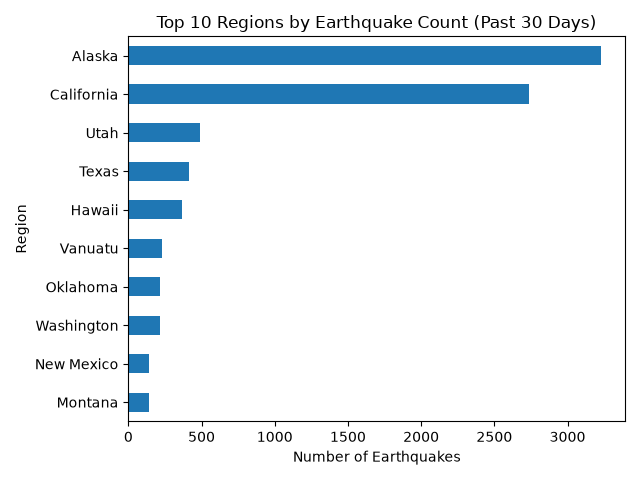 Top 10 Regions by Earthquake Count (Past 30 Days)
Region
Alaska
California
Utah
Texas
Hawaii
Vanuatu
Oklahoma
Washington
New Mexico
Montana
0 500 1000 1500 2000 2500 3000
Number of Earthquakes